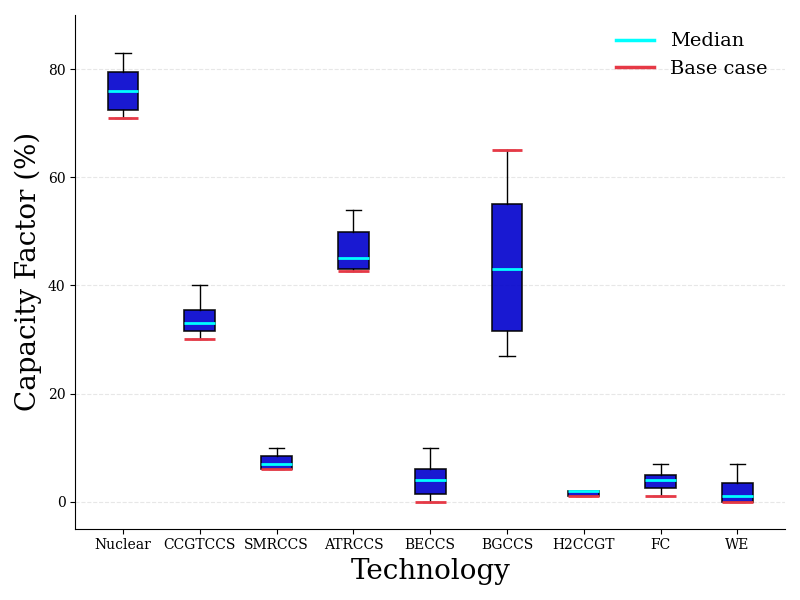 Median
Base case
Capacity Factor (%)
80
60
40
20
0
Nuclear CCGTCCS SMRCCS ATRCCS BECCS BGCCS H2CCGT FC WE
Technology